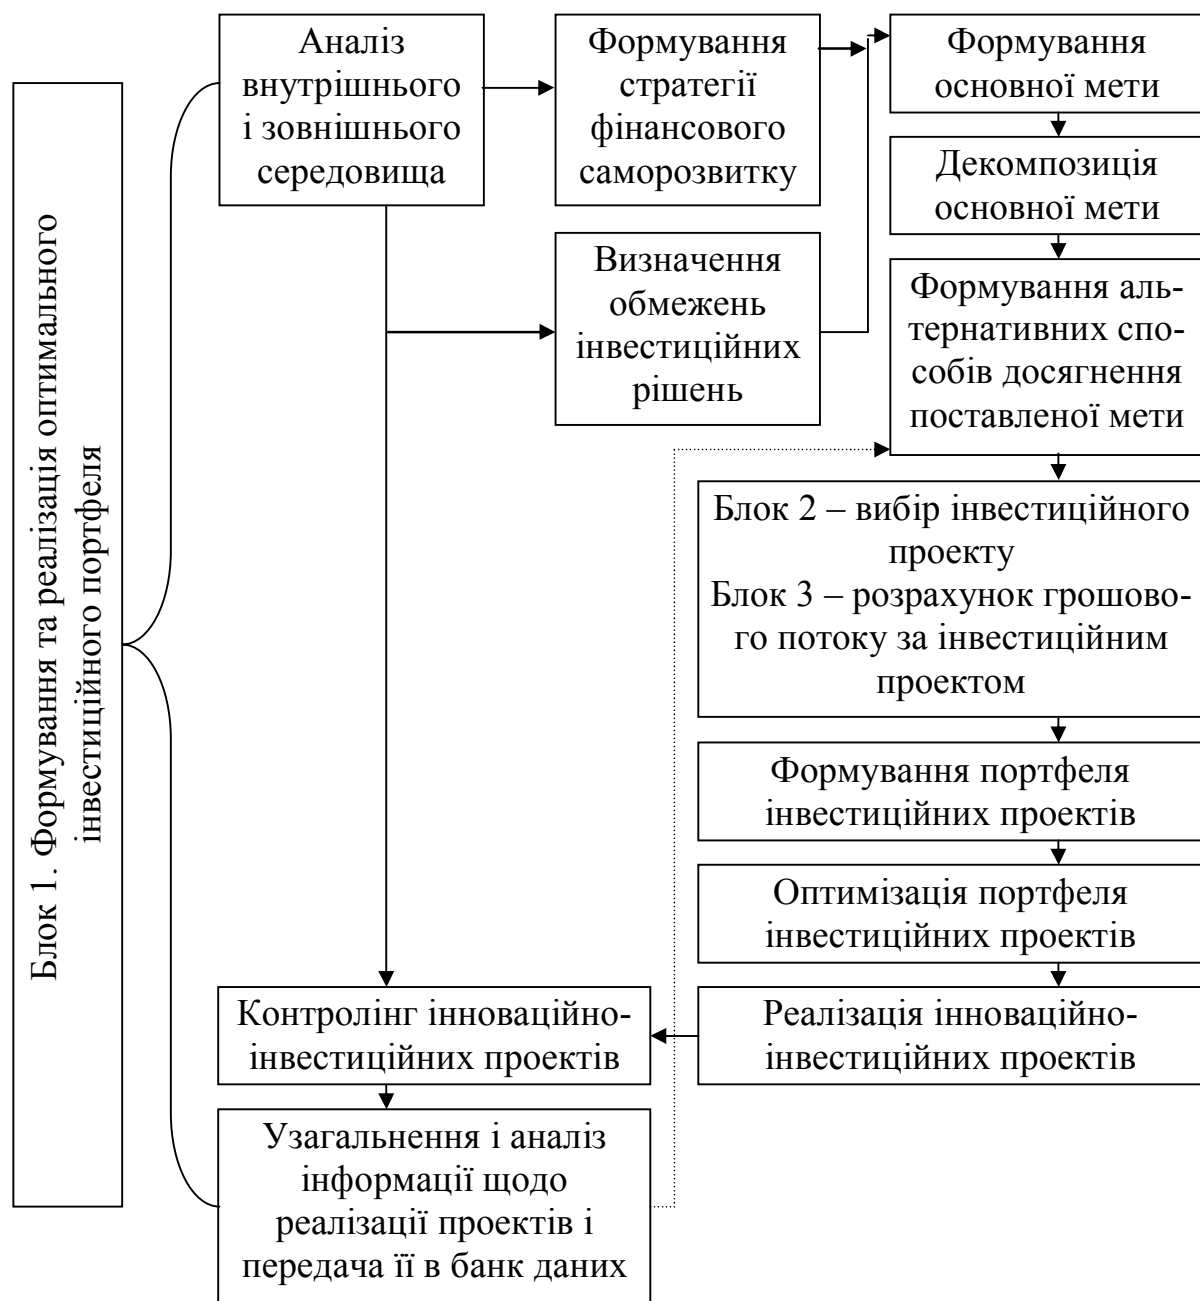 Блок 1. Формування та реалізація оптимального
інвестиційного портфеля
Аналіз
внутрішнього
і зовнішнього
середовища
Формування
стратегії
фінансового
саморозвитку
Формування
основної мети
Декомпозиція
основної мети
Визначення
обмежень
інвестиційних
рішень
Формування аль-
тернативних спо-
собів досягнення
поставленої мети
Блок 2 – вибір інвестиційного
проекту
Блок 3 – розрахунок грошово-
го потоку за інвестиційним
проектом
Формування портфеля
інвестиційних проектів
Оптимізація портфеля
інвестиційних проектів
Реалізація інноваційно-
інвестиційних проектів
Контролінг інноваційно-
інвестиційних проектів
Узагальнення і аналіз
інформації щодо
реалізації проектів і
передача її в банк даних